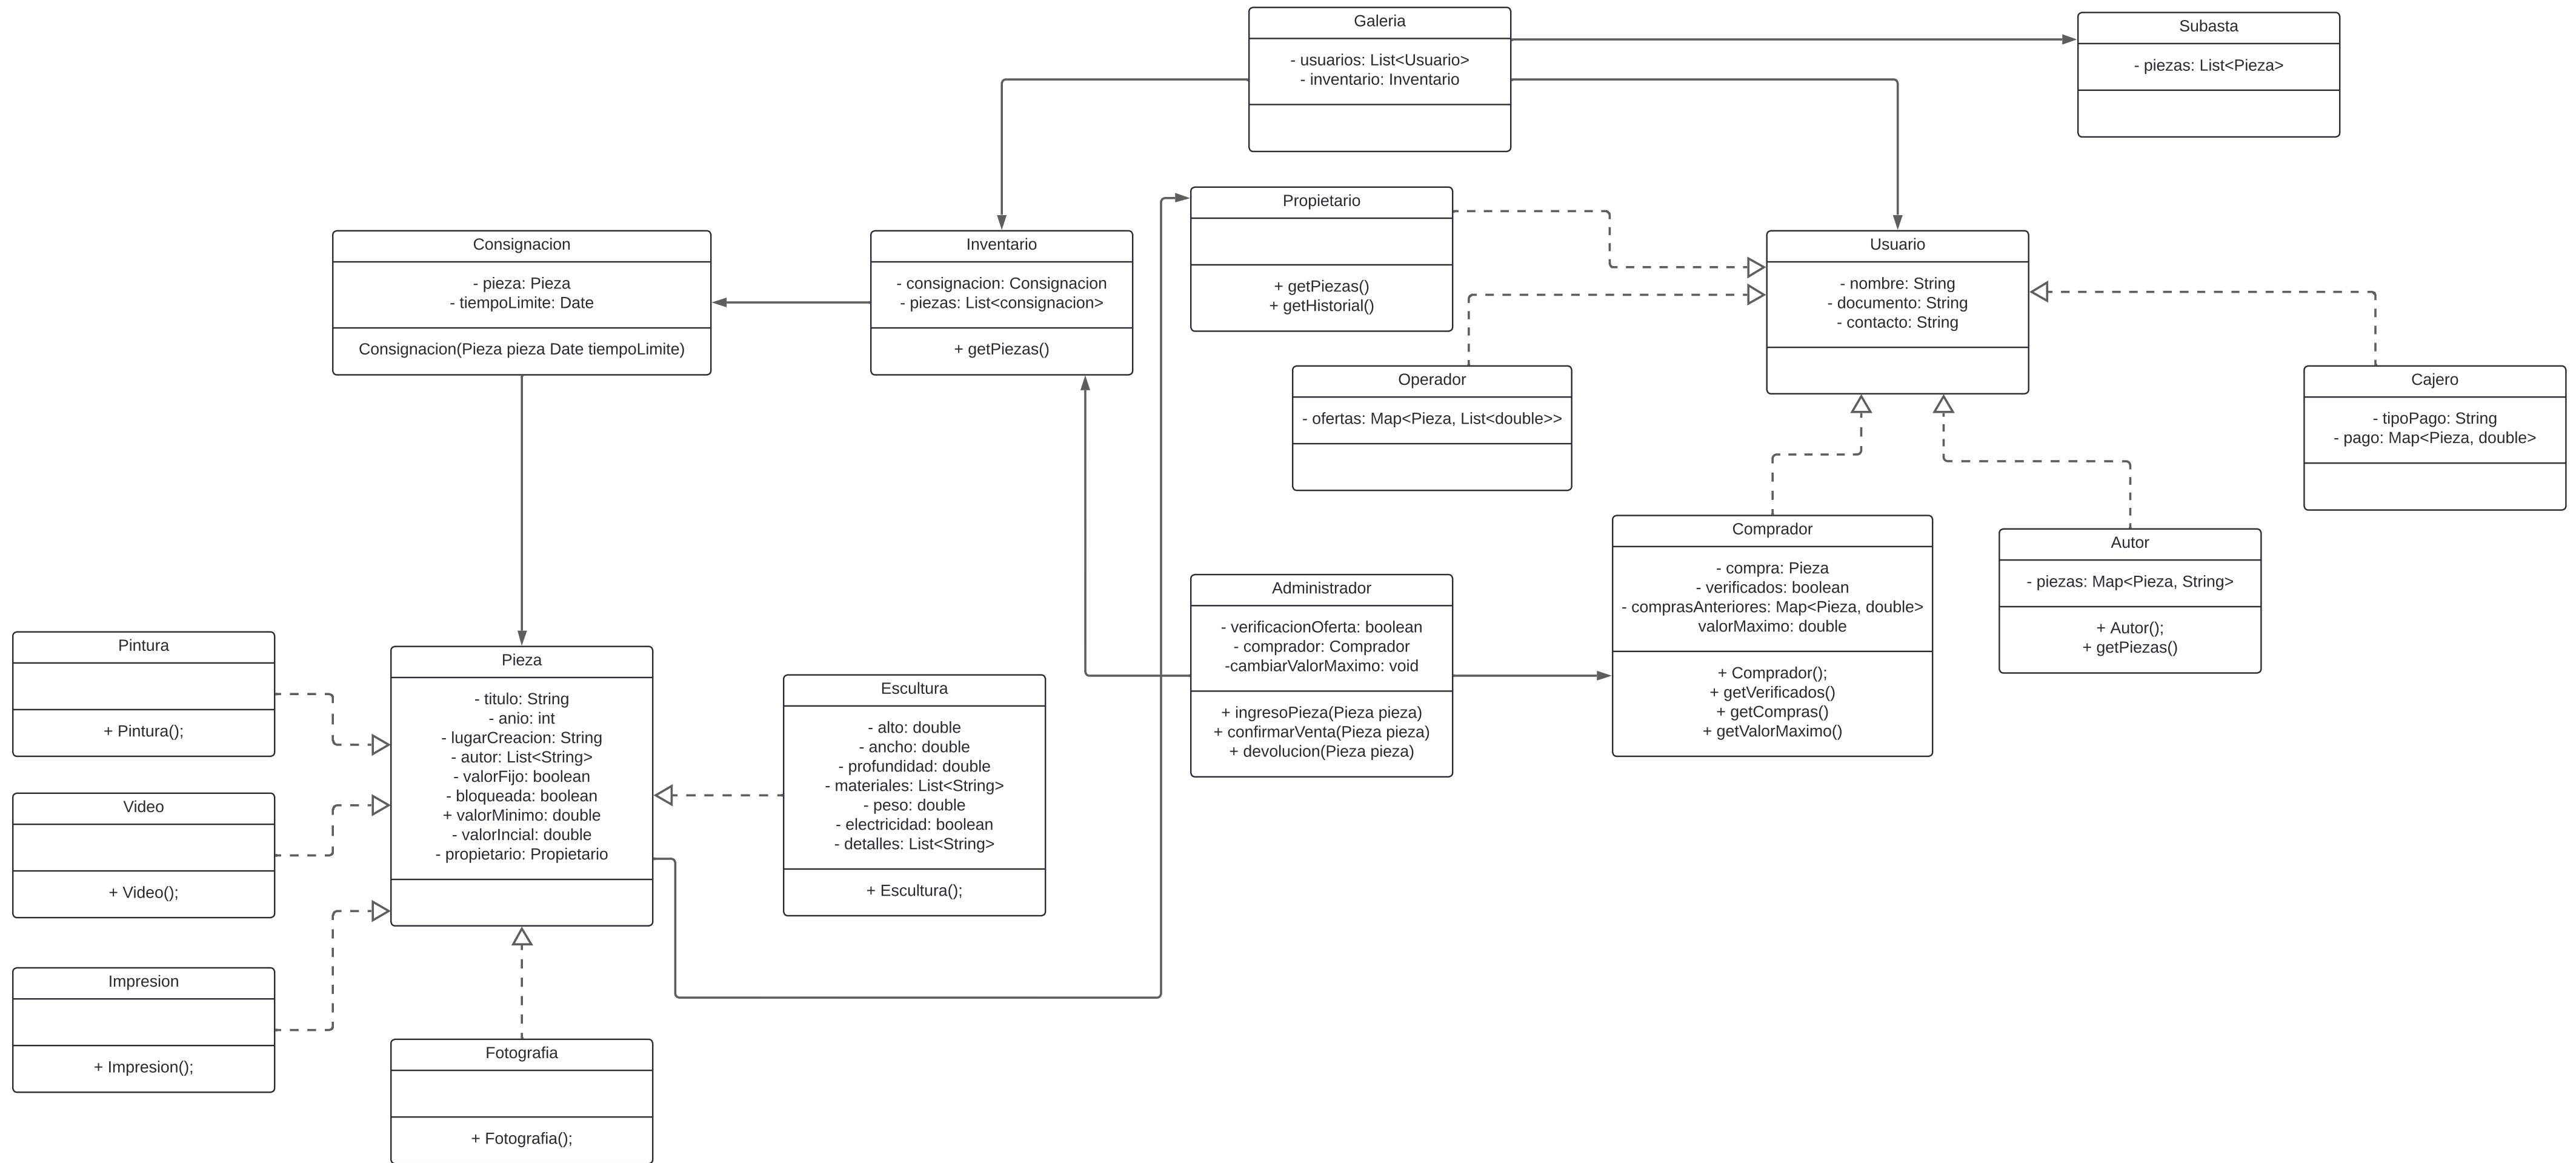 Galeria
- usuarios: List<Usuario>
- inventario: Inventario
Subasta
- piezas: List<Pieza>
Propietario
+ getPiezas()
+ getHistorial()
Consignacion
- pieza: Pieza
- tiempoLimite: Date
Consignacion(Pieza pieza Date tiempoLimite)
Inventario
- consignacion: Consignacion
- piezas: List<consignacion>
+ getPiezas()
Usuario
- nombre: String
- documento: String
- contacto: String
Operador
- ofertas: Map<Pieza, List<double>>
Cajero
- tipoPago: String
- pago: Map<Pieza, double>
Comprador
- compra: Pieza
- verificados: boolean
- comprasAnteriores: Map<Pieza, double>
valorMaximo: double
+ Comprador();
+ getVerificados()
+ getCompras()
+ getValorMaximo()
Autor
- piezas: Map<Pieza, String>
+ Autor();
+ getPiezas()
Administrador
- verificacionOferta: boolean
- comprador: Comprador
-cambiarValorMaximo: void
+ ingresoPieza(Pieza pieza)
+ confirmarVenta(Pieza pieza)
+ devolucion(Pieza pieza)
Pintura
+ Pintura();
Pieza
- titulo: String
- anio: int
- lugarCreacion: String
- autor: List<String>
- valorFijo: boolean
- bloqueada: boolean
+ valorMinimo: double
- valorIncial: double
- propietario: Propietario
Escultura
- alto: double
- ancho: double
- profundidad: double
- materiales: List<String>
- peso: double
- electricidad: boolean
- detalles: List<String>
+ Escultura();
Video
+ Video();
Impresion
+ Impresion();
Fotografia
+ Fotografia();